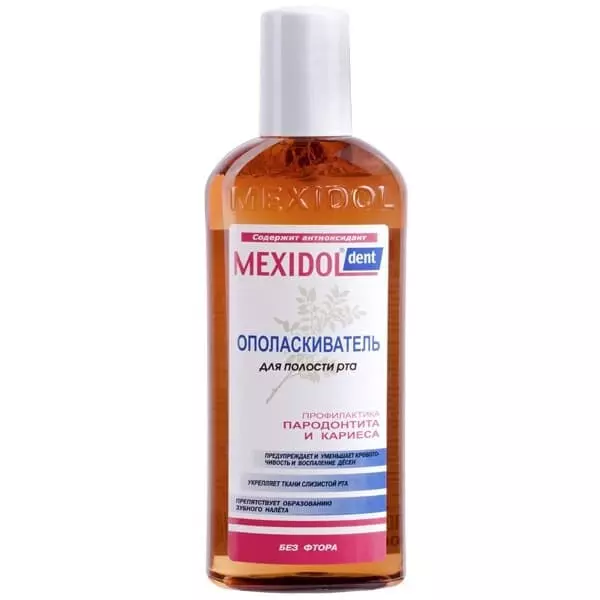 MEXIDOL
Содержит антиоксидант
MEXIDOL® dent
ОПОЛАСКИВАТЕЛЬ
для полости рта
ПРОФИЛАКТИКА
ПАРОДОНТИТА
И КАРИЕСА
ПРЕДУПРЕЖДАЕТ И УМЕНЬШАЕТ КРОВОТО-
ЧИВОСТЬ И ВОСПАЛЕНИЕ ДЁСЕН
УКРЕПЛЯЕТ ТКАНИ СЛИЗИСТОЙ РТА
ПРЕПЯТСТВУЕТ ОБРАЗОВАНИЮ
ЗУБНОГО НАЛЁТА
БЕЗ ФТОРА